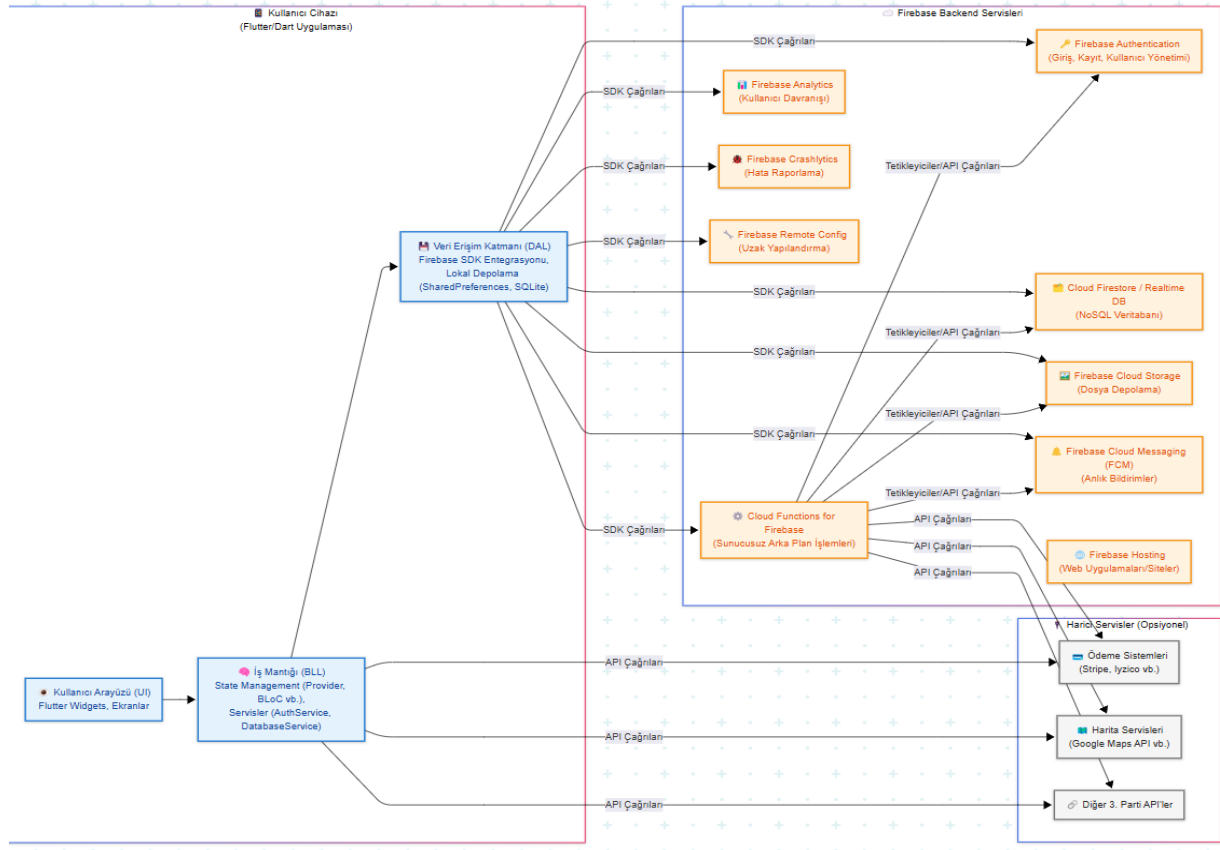 Kullanıcı Cihazı
(Flutter/Dart Uygulaması)
Kullanıcı Arayüzü (UI)
Flutter Widgets, Ekranlar
İş Mantığı (BLL)
State Management (Provider,
BLoC vb.),
Servisler (AuthService,
DatabaseService)
Veri Erişim Katmanı (DAL)
Firebase SDK Entegrasyonu,
Lokal Depolama
(SharedPreferences, SQLite)
SDK Çağrıları
SDK Çağrıları
SDK Çağrıları
SDK Çağrıları
SDK Çağrıları
SDK Çağrıları
SDK Çağrıları
SDK Çağrıları
API Çağrıları
API Çağrıları
API Çağrıları
Firebase Backend Servisleri
Firebase Authentication
(Giriş, Kayıt, Kullanıcı Yönetimi)
Firebase Analytics
(Kullanıcı Davranışı)
Firebase Crashlytics
(Hata Raporlama)
Firebase Remote Config
(Uzak Yapılandırma)
Tetikleyiciler/API Çağrıları
Cloud Firestore / Realtime
DB
(NoSQL Veritabanı)
Tetikleyiciler/API Çağrıları
Firebase Cloud Storage
(Dosya Depolama)
Tetikleyiciler/API Çağrıları
Firebase Cloud Messaging
(FCM)
(Anlık Bildirimler)
Tetikleyiciler/API Çağrıları
Cloud Functions for
Firebase
(Sunucusuz Arka Plan İşlemleri)
API Çağrıları
API Çağrıları
API Çağrıları
Firebase Hosting
(Web Uygulamaları/Siteler)
Harici Servisler (Opsiyonel)
Ödeme Sistemleri
(Stripe, Iyzico vb.)
Harita Servisleri
(Google Maps API vb.)
Diğer 3. Parti API'ler